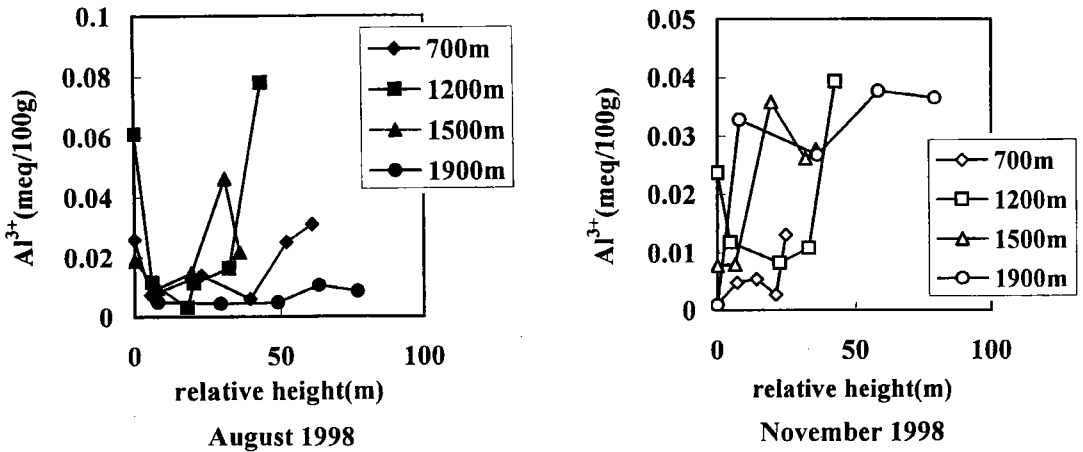 0.1
0.08
0.06
0.04
0.02
0
Al³⁺(meq/100g)
0 50 100
relative height(m)
700m
1200m
1500m
1900m
August 1998
0.05
0.04
0.03
0.02
0.01
0
Al³⁺(meq/100g)
0 50 100
relative height(m)
700m
1200m
1500m
1900m
November 1998